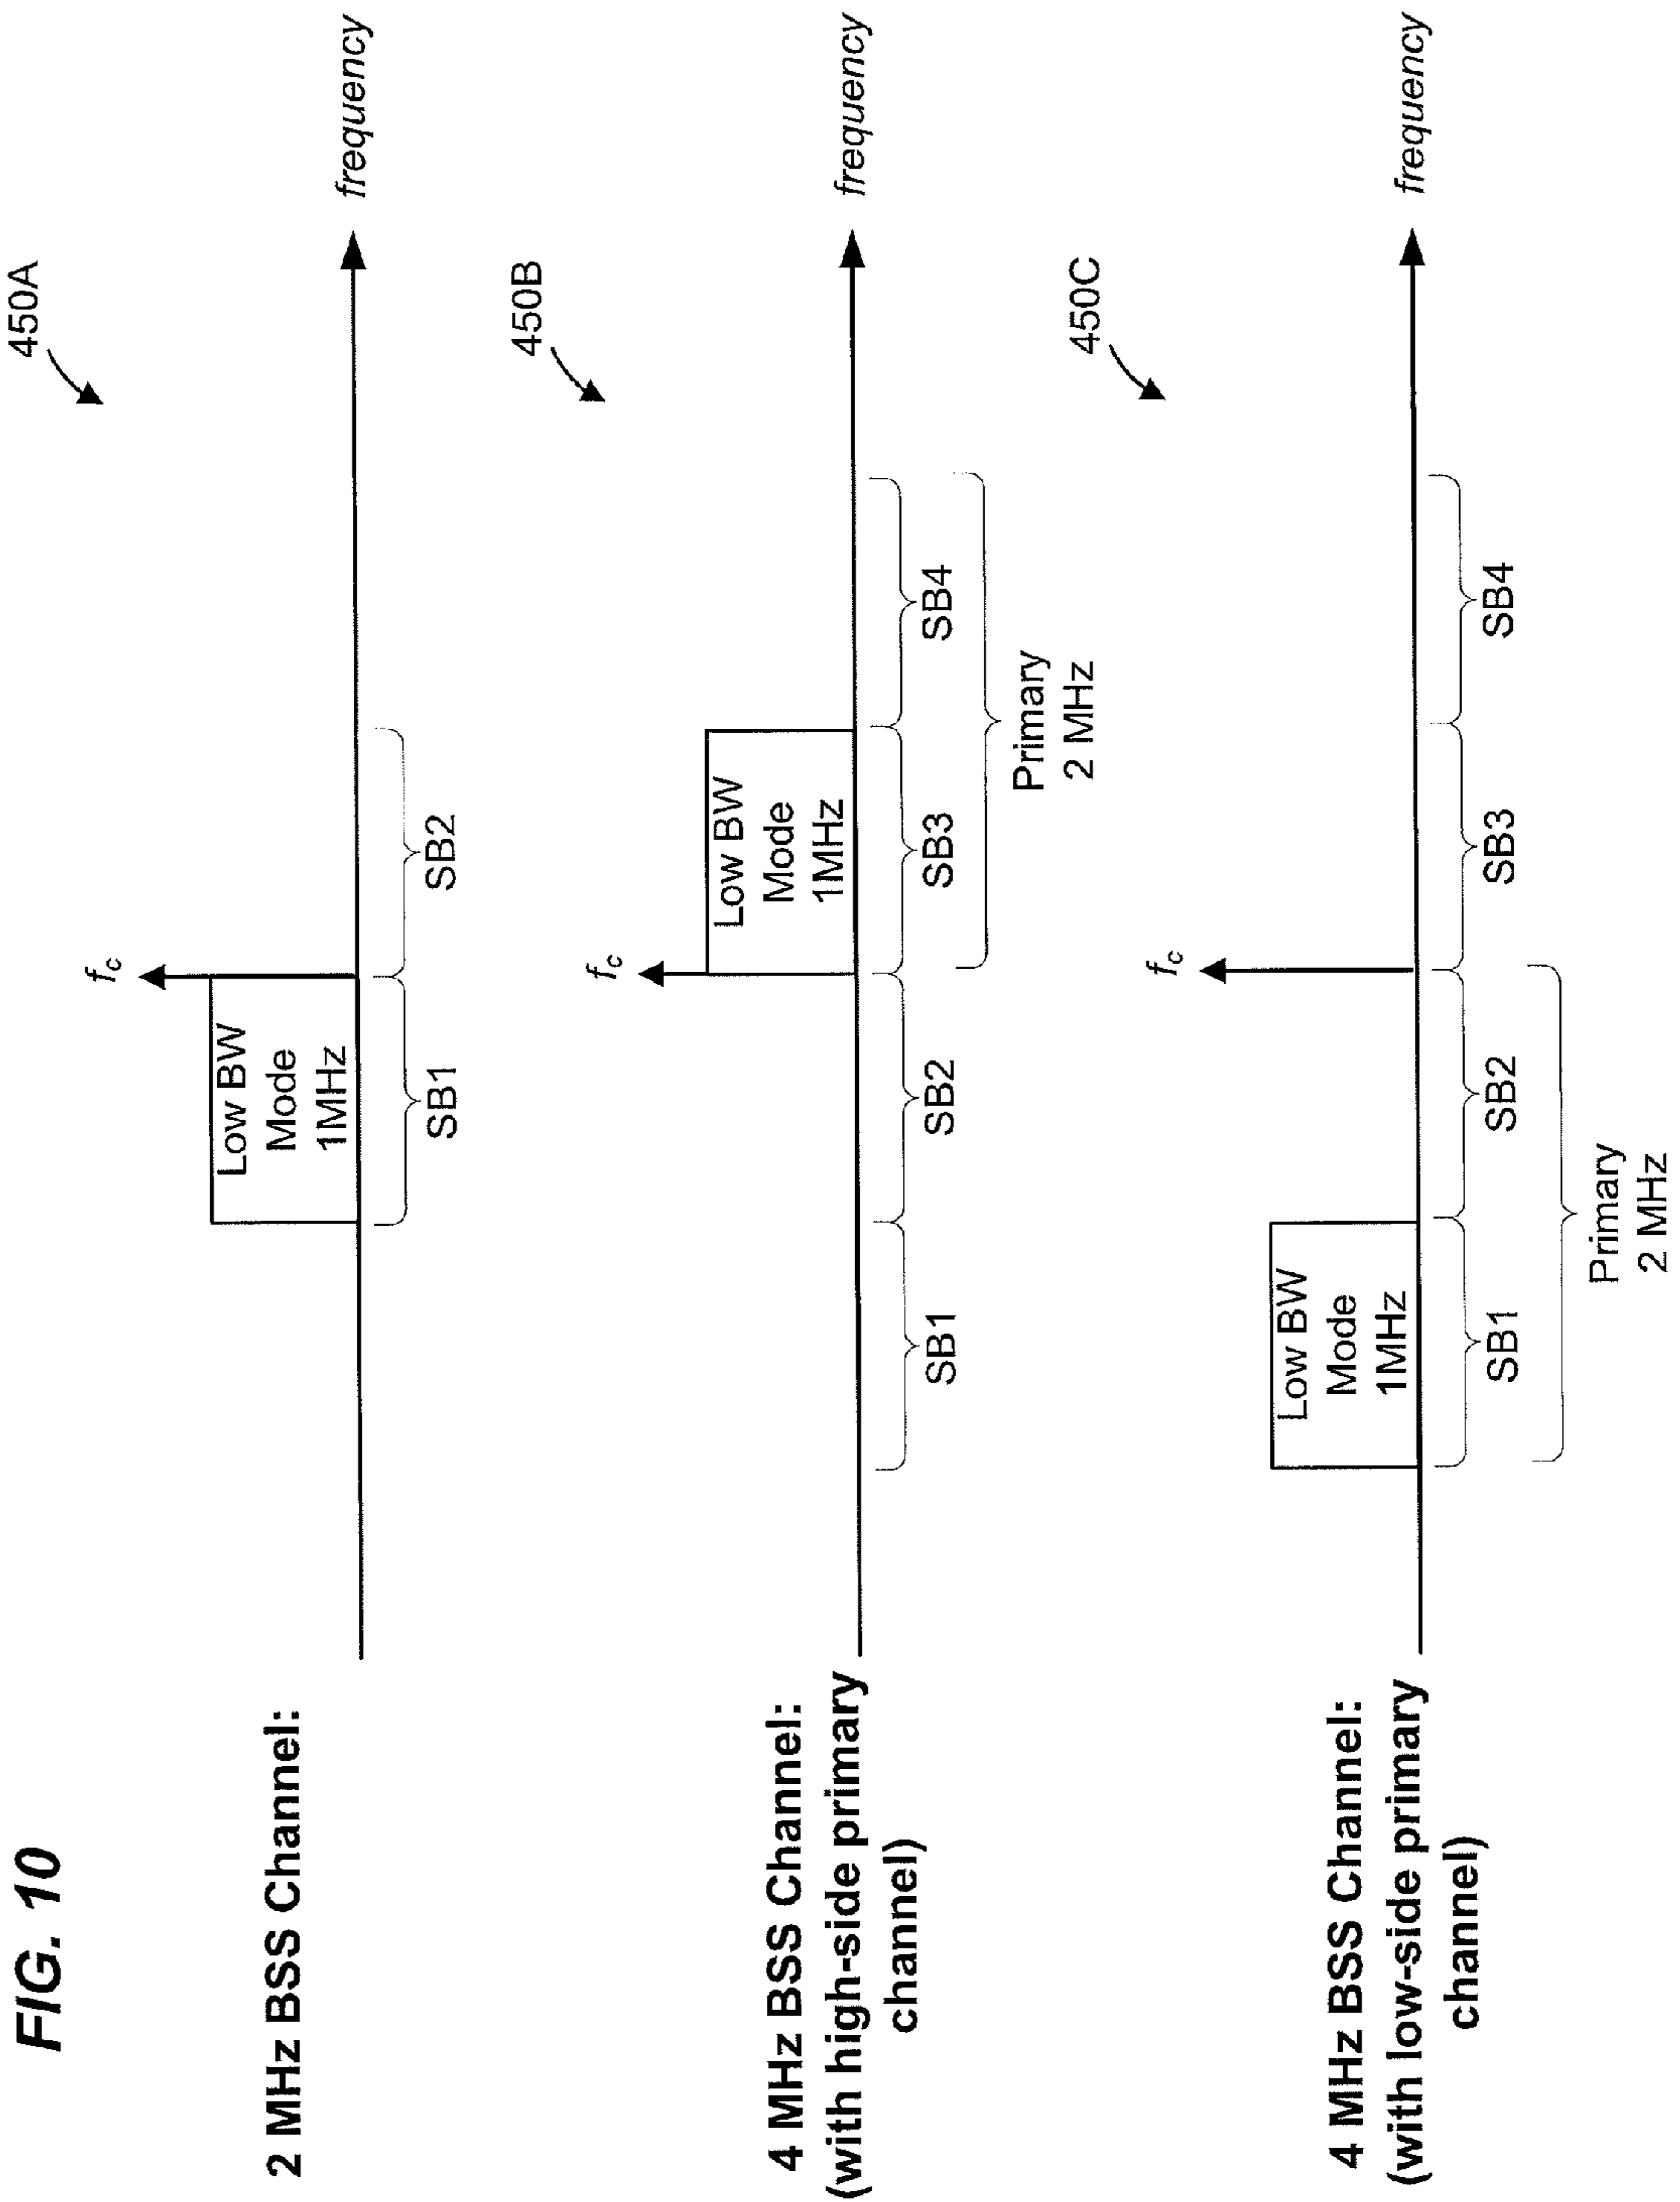 FIG. 10
2 MHz BSS Channel:
450A
fc
Low BW
Mode
1MHz
frequency
SB1
SB2
4 MHz BSS Channel:
(with high-side primary
channel)
450B
fc
Low BW
Mode
1MHz
frequency
SB1
SB2
SB3
SB4
Primary
2 MHz
4 MHz BSS Channel:
(with low-side primary
channel)
450C
fc
Low BW
Mode
1MHz
frequency
SB1
SB2
SB3
SB4
Primary
2 MHz